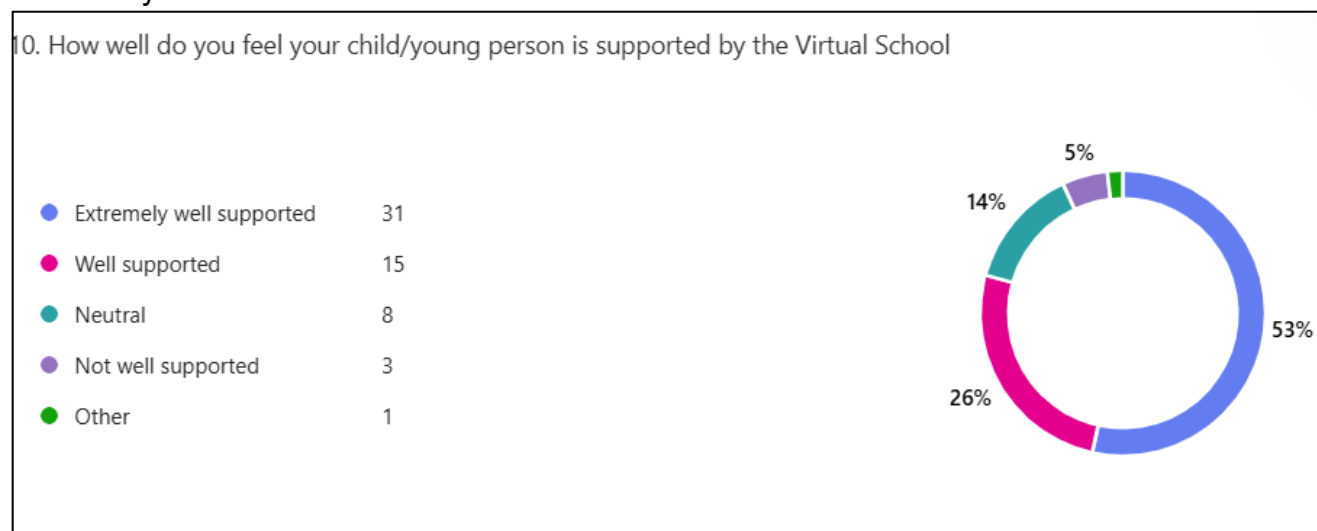 10. How well do you feel your child/young person is supported by the Virtual School
Extremely well supported 31
Well supported 15
Neutral 8
Not well supported 3
Other 1
5%
14%
53%
26%